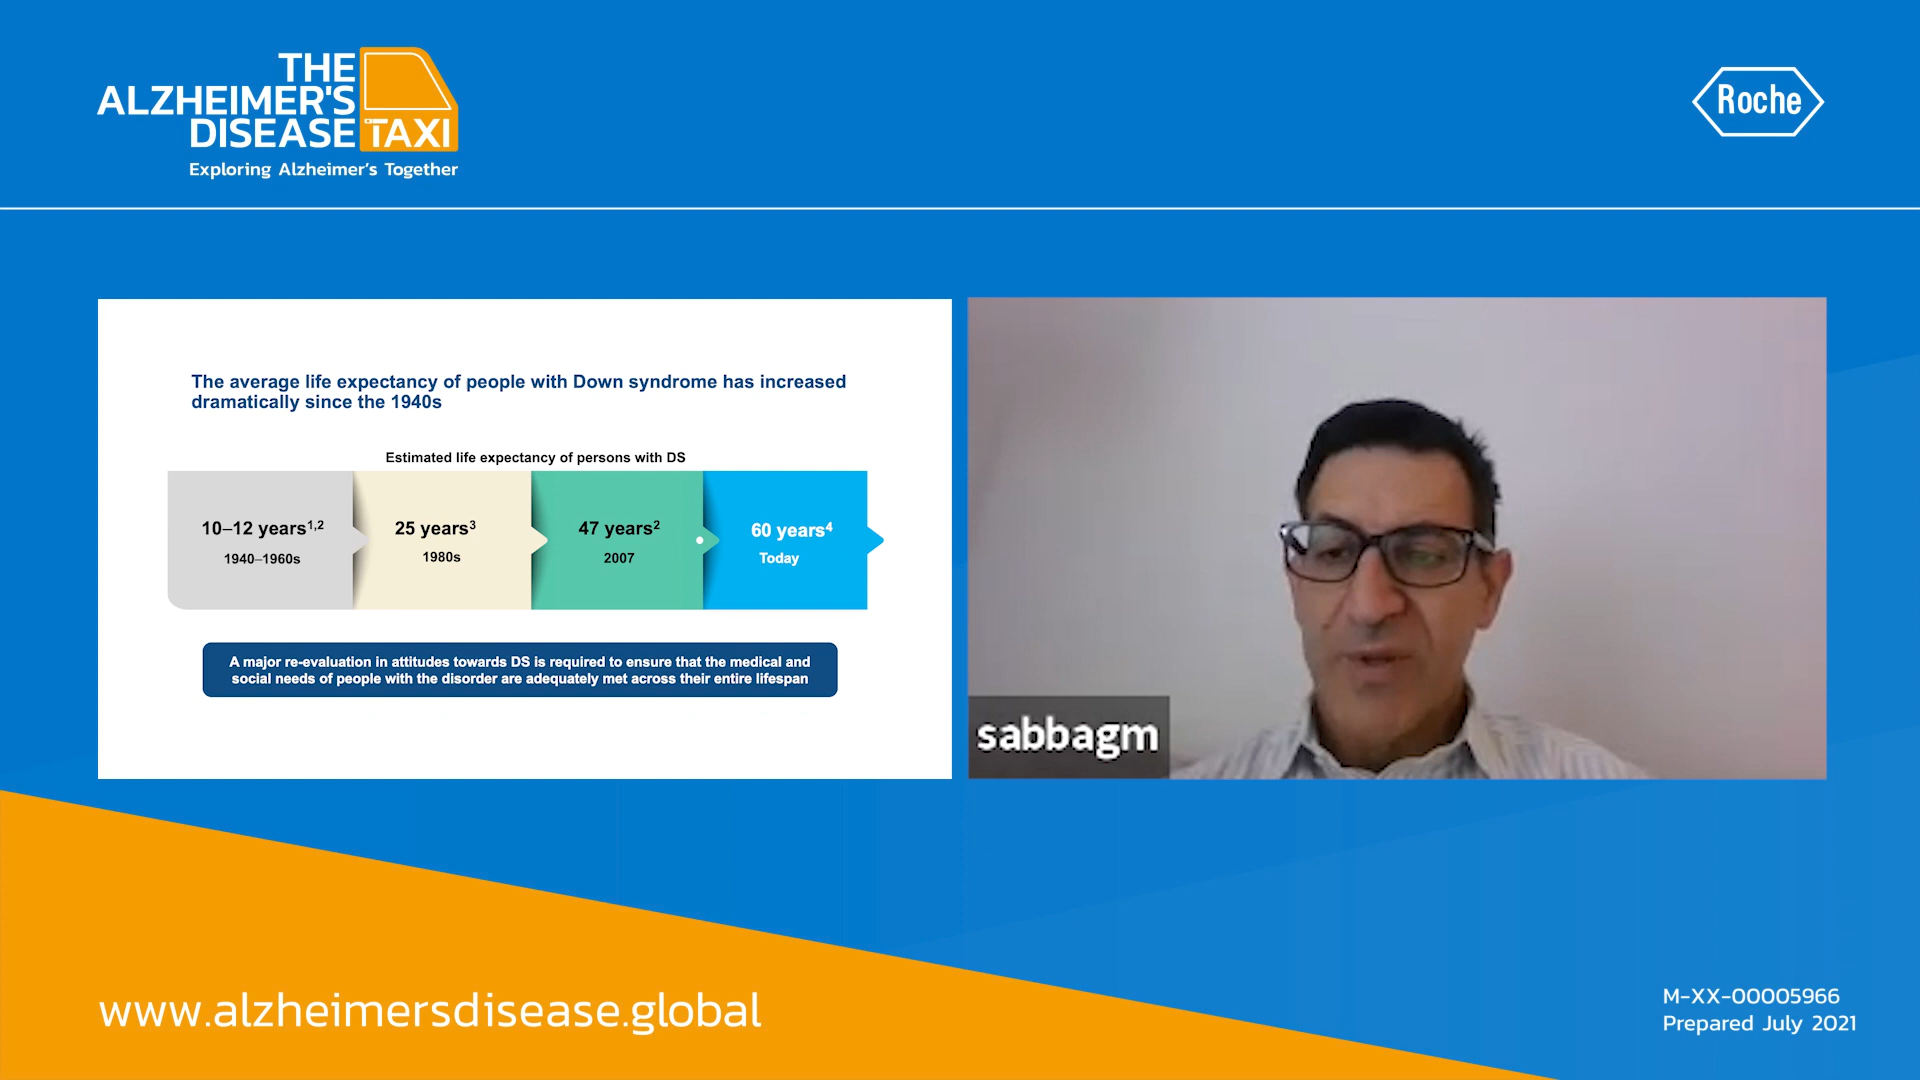 THE
ALZHEIMER'S
DISEASE TAXI
Exploring Alzheimer's Together
Roche
The average life expectancy of people with Down syndrome has increased
dramatically since the 1940s
Estimated life expectancy of persons with DS
10–12 years1,2
1940–1960s
25 years3
1980s
47 years2
2007
60 years4
Today
A major re-evaluation in attitudes towards DS is required to ensure that the medical and
social needs of people with the disorder are adequately met across their entire lifespan
sabbagm
www.alzheimersdisease.global
M-XX-00005966
Prepared July 2021